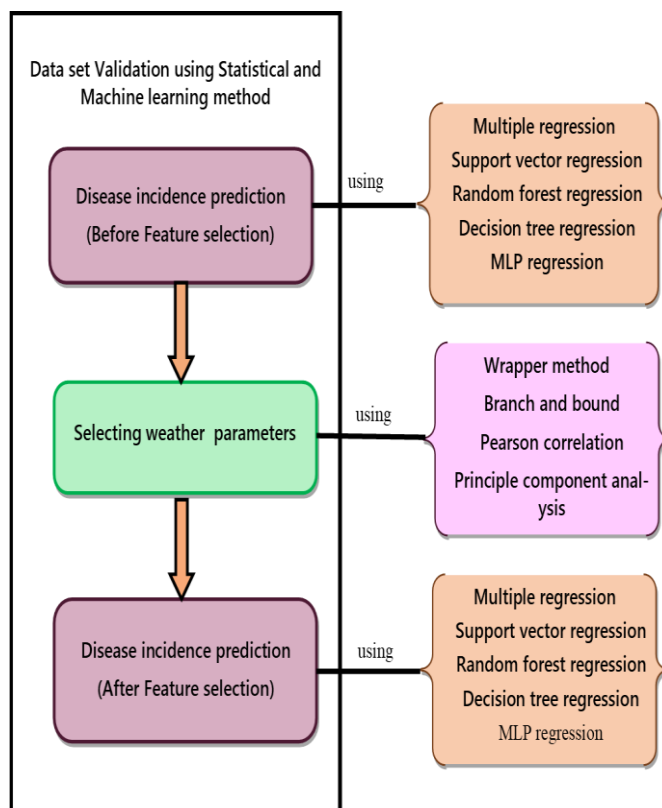 Data set Validation using Statistical and
Machine learning method
Disease incidence prediction
(Before Feature selection)
using
Multiple regression
Support vector regression
Random forest regression
Decision tree regression
MLP regression
Selecting weather parameters
using
Wrapper method
Branch and bound
Pearson correlation
Principle component anal-
ysis
Disease incidence prediction
(After Feature selection)
using
Multiple regression
Support vector regression
Random forest regression
Decision tree regression
MLP regression